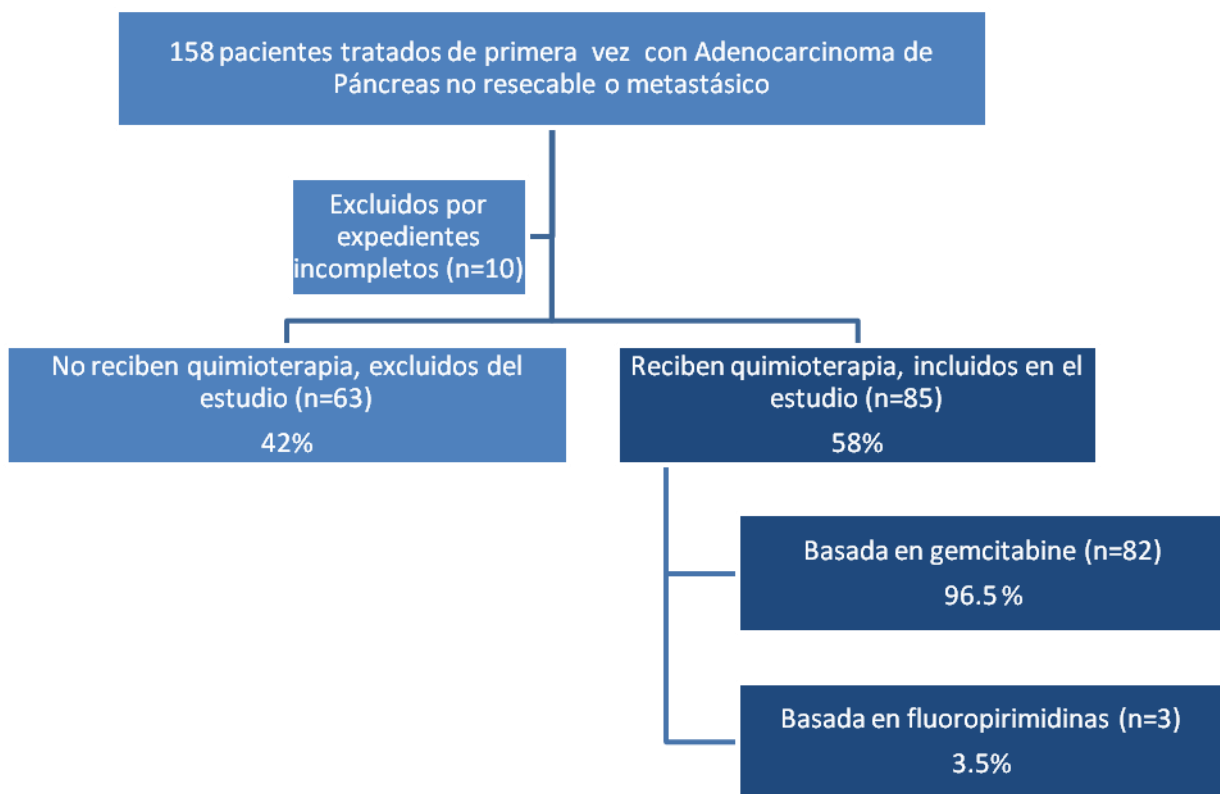 158 pacientes tratados de primera vez con Adenocarcinoma de
Páncreas no resecable o metastásico
Excluidos por
expedientes
incompletos (n=10)
No reciben quimioterapia, excluidos del
estudio (n=63)
42%
Reciben quimioterapia, incluidos en el
estudio (n=85)
58%
Basada en gemcitabine (n=82)
96.5 %
Basada en fluoropirimidinas (n=3)
3.5%